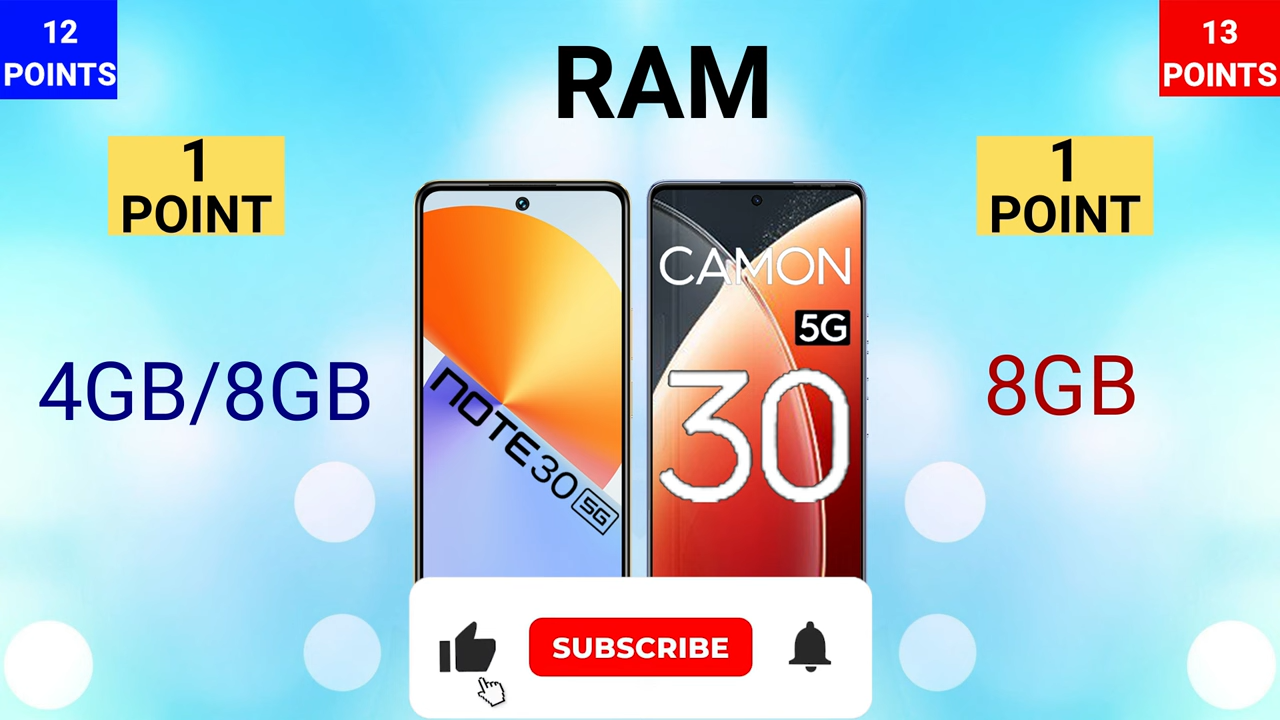 12
POINTS
RAM
13
POINTS
1
POINT
1
POINT
4GB/8GB
NOTE 30 5G
CAMON
5G
30
8GB
SUBSCRIBE